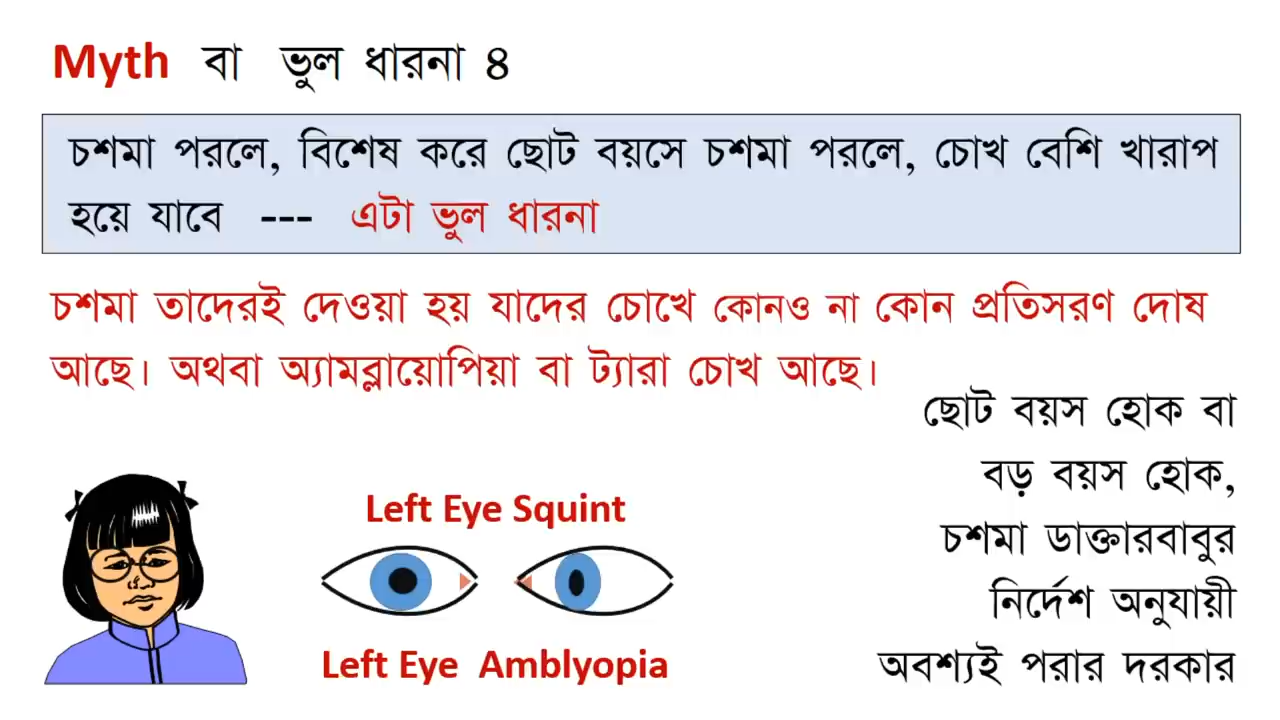 Myth বা ভুল ধারনা ৪
চশমা পরলে, বিশেষ করে ছোট বয়সে চশমা পরলে, চোখ বেশি খারাপ
হয়ে যাবে --- এটা ভুল ধারনা
চশমা তাদেরই দেওয়া হয় যাদের চোখে কোনও না কোন প্রতিসরণ দোষ
আছে। অথবা অ্যামব্লায়োপিয়া বা ট্যারা চোখ আছে।
ছোট বয়স হোক বা
বড় বয়স হোক,
চশমা ডাক্তারবাবুর
নির্দেশ অনুযায়ী
অবশ্যই পরার দরকার
Left Eye Squint
Left Eye Amblyopia